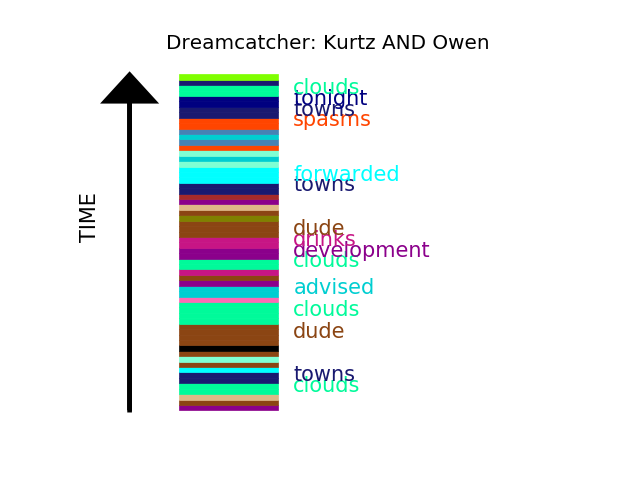 Dreamcatcher: Kurtz AND Owen
clouds
tonight
towns
spasms
forwarded
towns
TIME
dude
drinks
development
clouds
advised
clouds
dude
towns
clouds